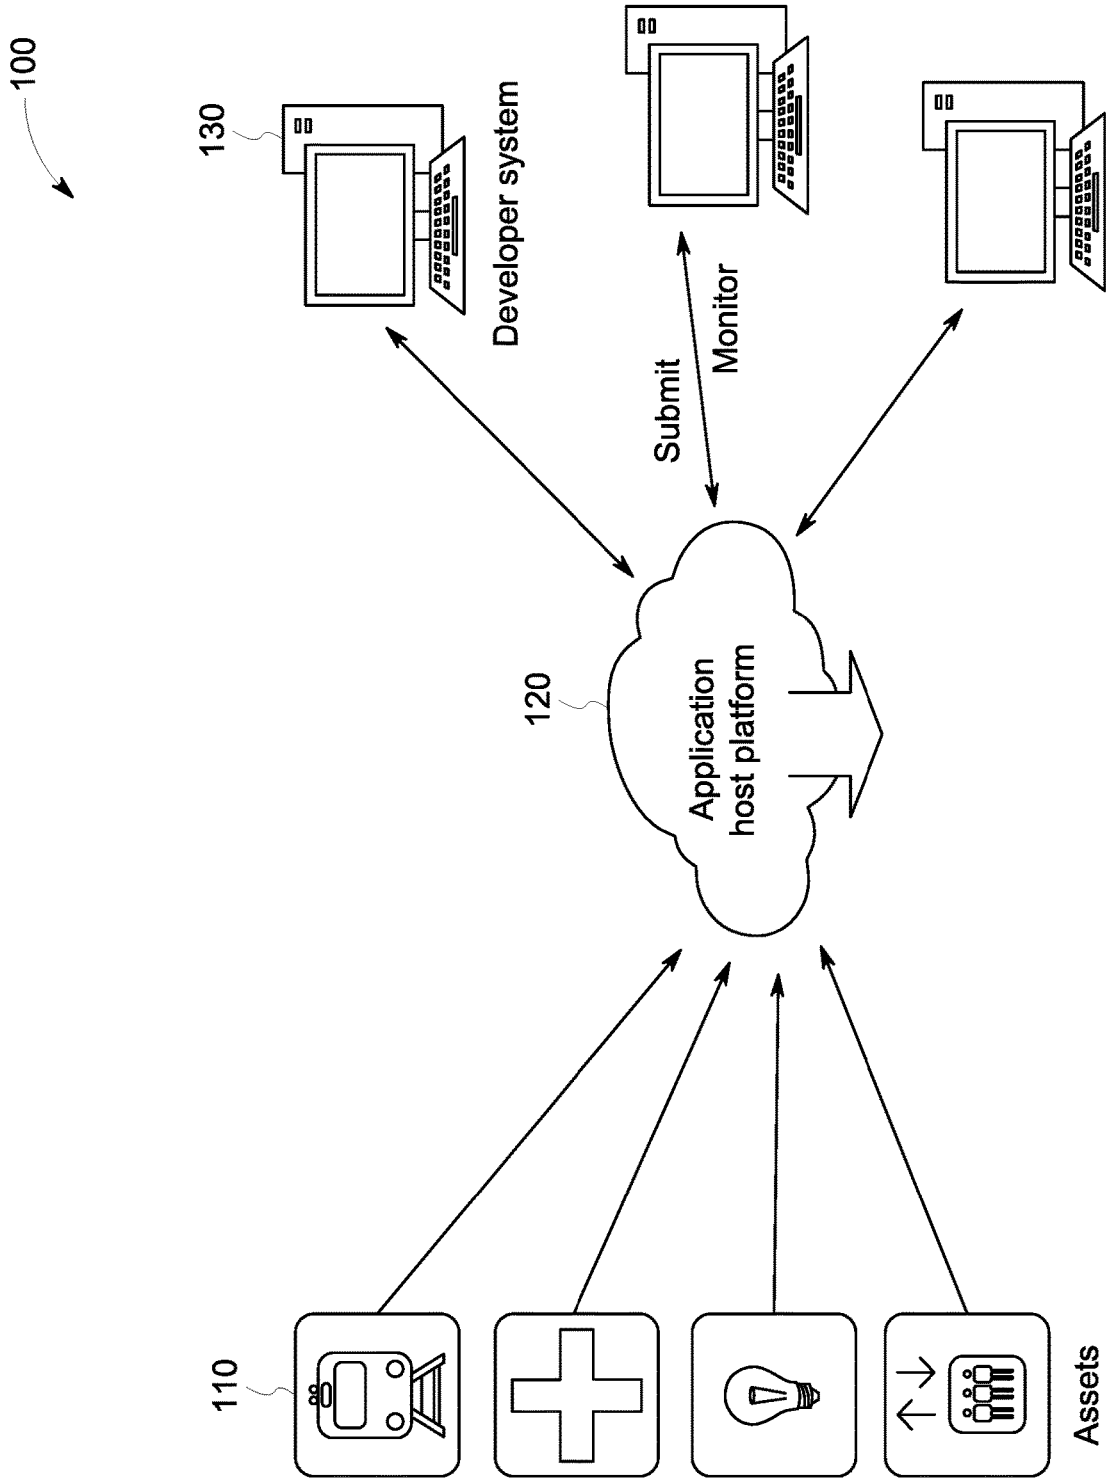 100
110
Assets
120
Application
host platform
130
Developer system
Submit
Monitor